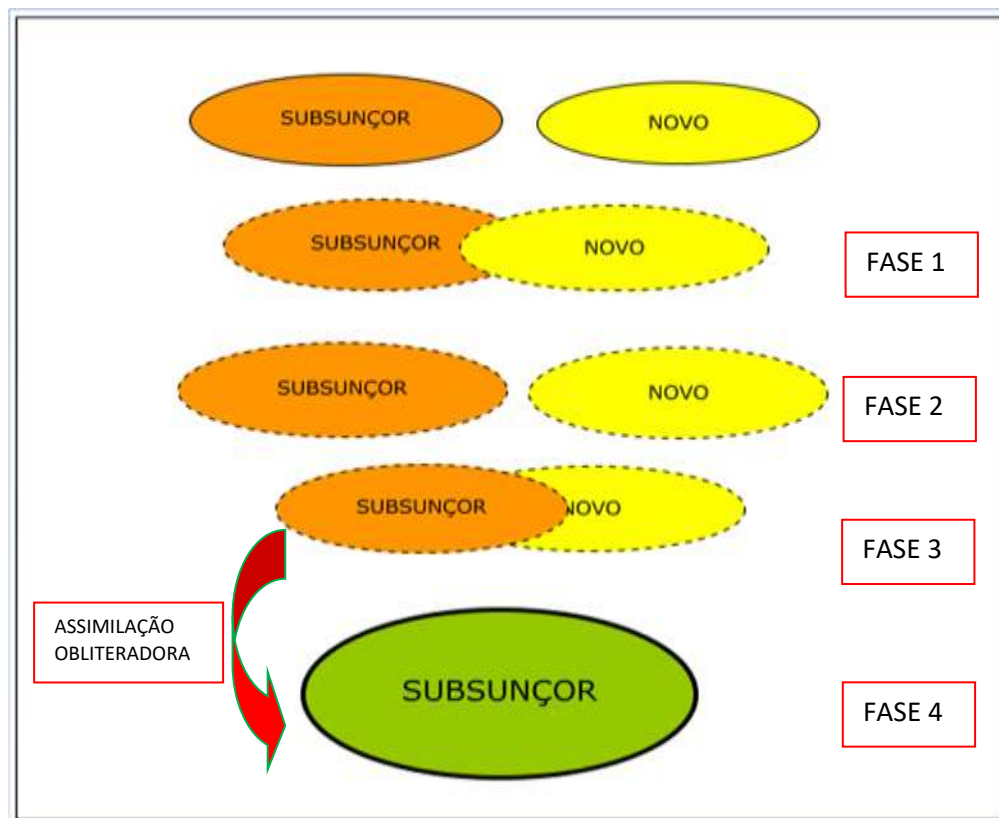 SUBSUNÇOR
NOVO
SUBSUNÇOR
NOVO
FASE 1
SUBSUNÇOR
NOVO
FASE 2
SUBSUNÇOR
NOVO
FASE 3
ASSIMILAÇÃO
OBLITERADORA
SUBSUNÇOR
FASE 4